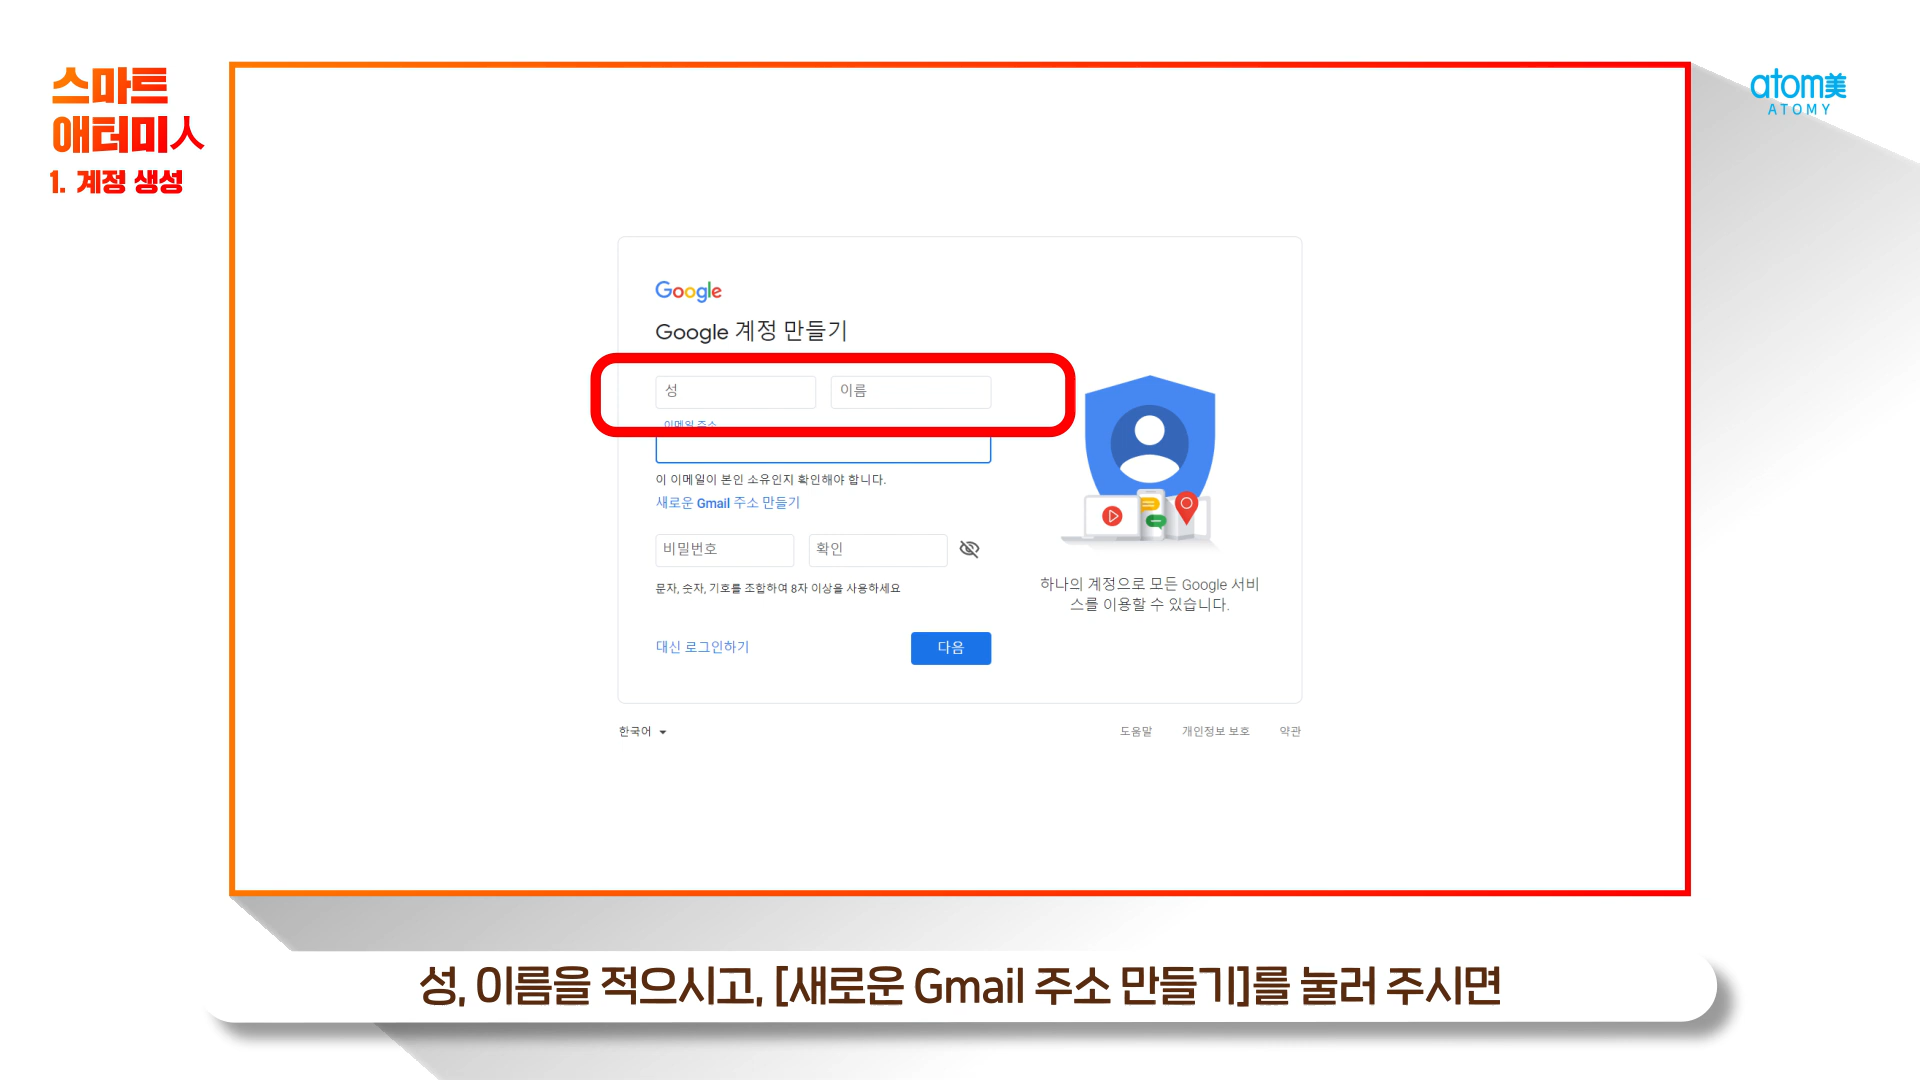 스마트
애터미人
1. 계정 생성
atom美
ATOMY
Google
Google 계정 만들기
성
이름
이메일 주소
이 이메일이 본인 소유인지 확인해야 합니다.
새로운 Gmail 주소 만들기
비밀번호
확인
문자, 숫자, 기호를 조합하여 8자 이상을 사용하세요
하나의 계정으로 모든 Google 서비
스를 이용할 수 있습니다.
대신 로그인하기
다음
한국어
도움말
개인정보 보호
약관
성, 이름을 적으시고, [새로운 Gmail 주소 만들기]를 눌러 주시면